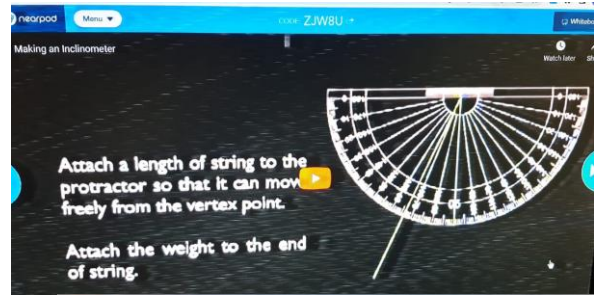 nearpod
Menu
CODE: ZJW8U
Making an Inclinometer
Watch later
Attach a length of string to the
protractor so that it can mov
freely from the vertex point.
Attach the weight to the end
of string.
90